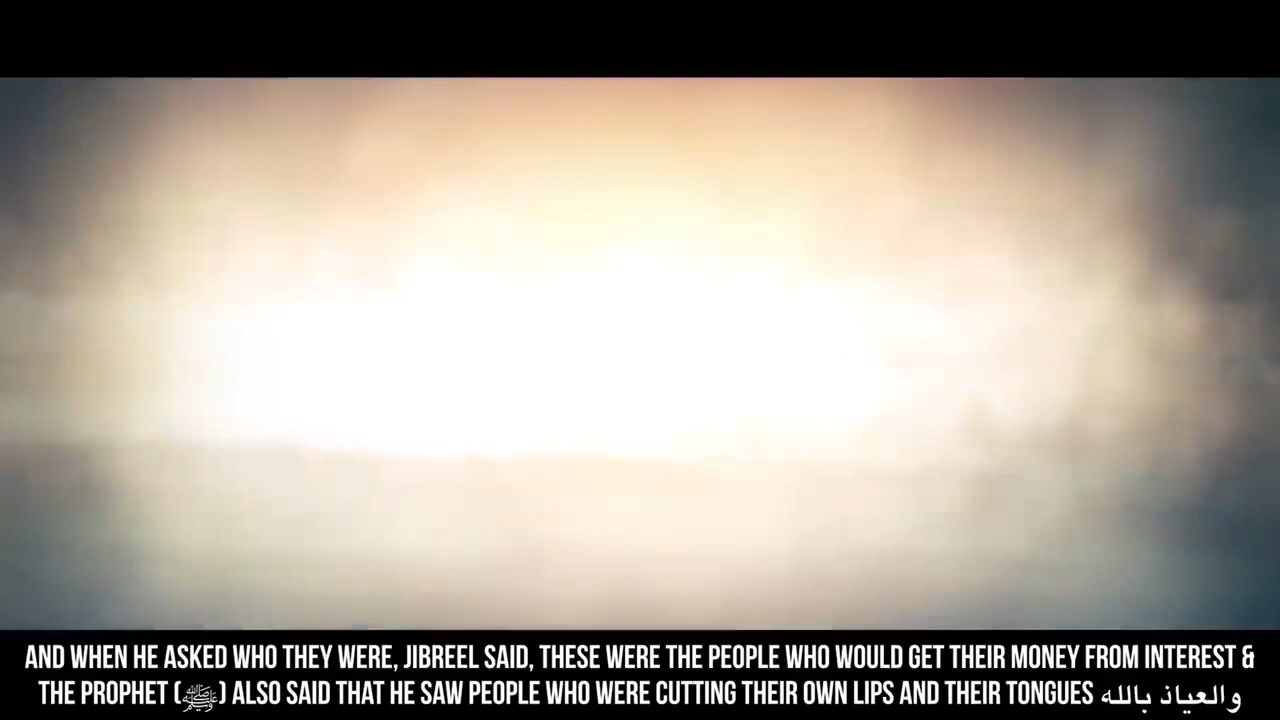 AND WHEN HE ASKED WHO THEY WERE, JIBREEL SAID, THESE WERE THE PEOPLE WHO WOULD GET THEIR MONEY FROM INTEREST &
THE PROPHET (ﷺ) ALSO SAID THAT HE SAW PEOPLE WHO WERE CUTTING THEIR OWN LIPS AND THEIR TONGUES والعياذ بالله